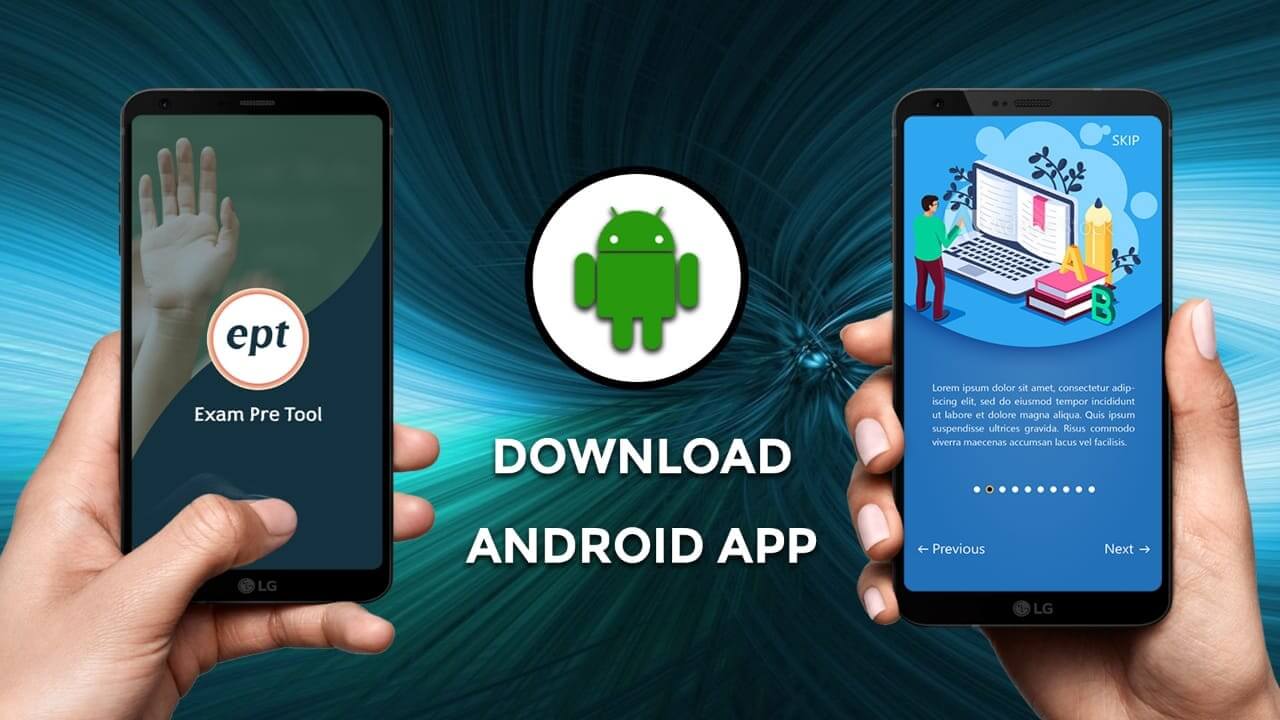 ept
Exam Pre Tool
LG
DOWNLOAD
ANDROID APP
SKIP
A
B
Lorem ipsum dolor sit amet, consectetur adip-
iscing elit, sed do eiusmod tempor incididunt
ut labore et dolore magna aliqua. Quis ipsum
suspendisse ultrices gravida. Risus commodo
viverra maecenas accumsan lacus vel facilisis.
← Previous
Next →
LG